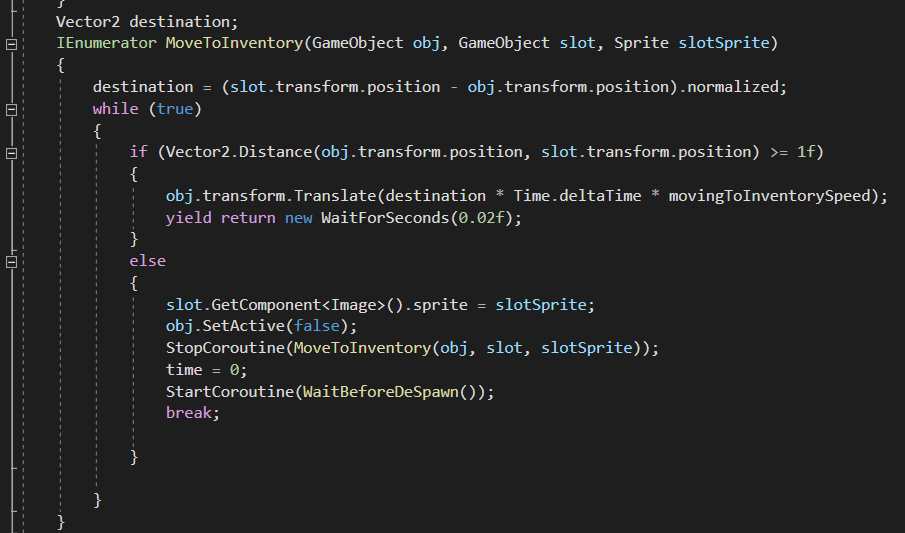 }
Vector2 destination;
IEnumerator MoveToInventory(GameObject obj, GameObject slot, Sprite slotSprite)
{
destination = (slot.transform.position - obj.transform.position).normalized;
while (true)
{
if (Vector2.Distance(obj.transform.position, slot.transform.position) >= 1f)
{
obj.transform.Translate(destination * Time.deltaTime * movingToInventorySpeed);
yield return new WaitForSeconds(0.02f);
}
else
{
slot.GetComponent<Image>().sprite = slotSprite;
obj.SetActive(false);
StopCoroutine(MoveToInventory(obj, slot, slotSprite));
time = 0;
StartCoroutine(WaitBeforeDeSpawn());
break;
}
}
}